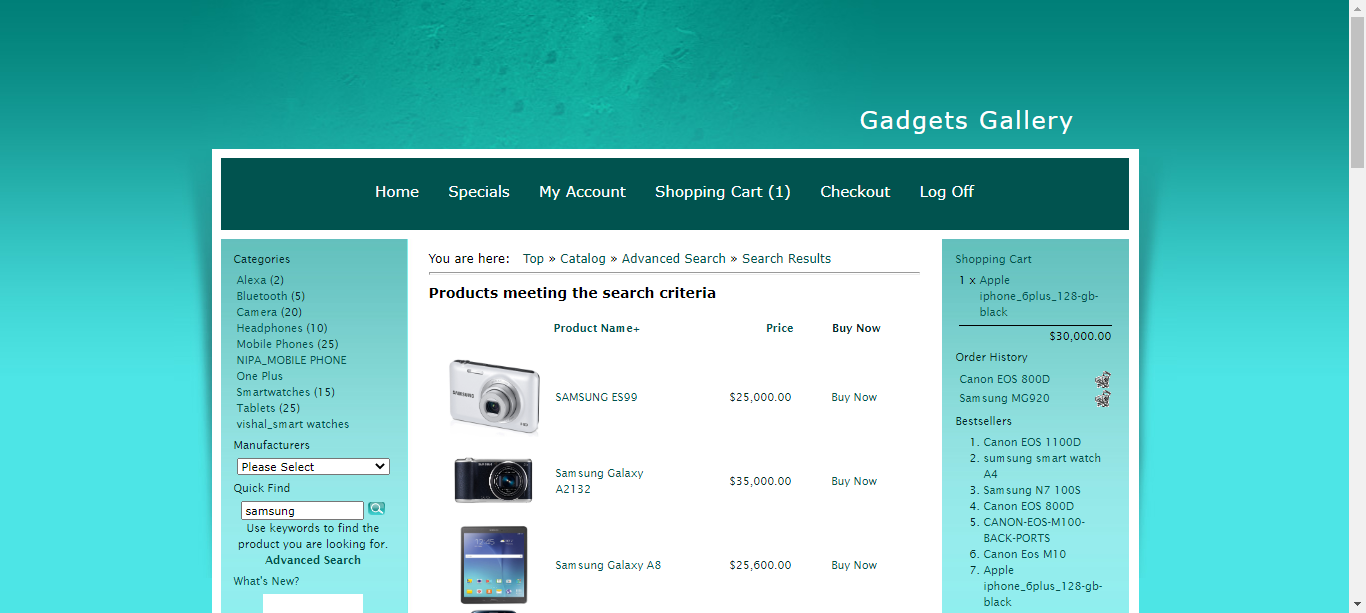 Gadgets Gallery
Home Specials My Account Shopping Cart (1) Checkout Log Off
Categories
Alexa (2)
Bluetooth (5)
Camera (20)
Headphones (10)
Mobile Phones (25)
NIPA_MOBILE PHONE
One Plus
Smartwatches (15)
Tablets (25)
vishal_smart watches
Manufacturers
Please Select
Quick Find
samsung
Use keywords to find the
product you are looking for.
Advanced Search
What's New?
You are here: Top » Catalog » Advanced Search » Search Results
Products meeting the search criteria
Product Name+ Price Buy Now
SAMSUNG
SAMSUNG ES99 $25,000.00 Buy Now
Samsung Galaxy
A2132
$35,000.00 Buy Now
Samsung Galaxy A8 $25,600.00 Buy Now
Shopping Cart
1 x Apple
iphone_6plus_128-gb-
black
$30,000.00
Order History
Canon EOS 800D
Samsung MG920
Bestsellers
1. Canon EOS 1100D
2. sumsung smart watch
A4
3. Samsung N7 100S
4. Canon EOS 800D
5. CANON-EOS-M100-
BACK-PORTS
6. Canon Eos M10
7. Apple
iphone_6plus_128-gb-
black